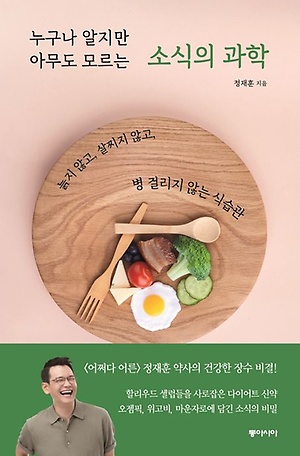 누구나 알지만
아무도 모르는
소식의 과학
정재훈 지음
늙지 않고, 살찌지 않고,
병 걸리지 않는 식습관
〈어쩌다 어른〉 정재훈 약사의 건강한 장수 비결!
할리우드 셀럽들을 사로잡은 다이어트 신약
오젬픽, 위고비, 마운자로에 담긴 소식의 비밀
동아시아